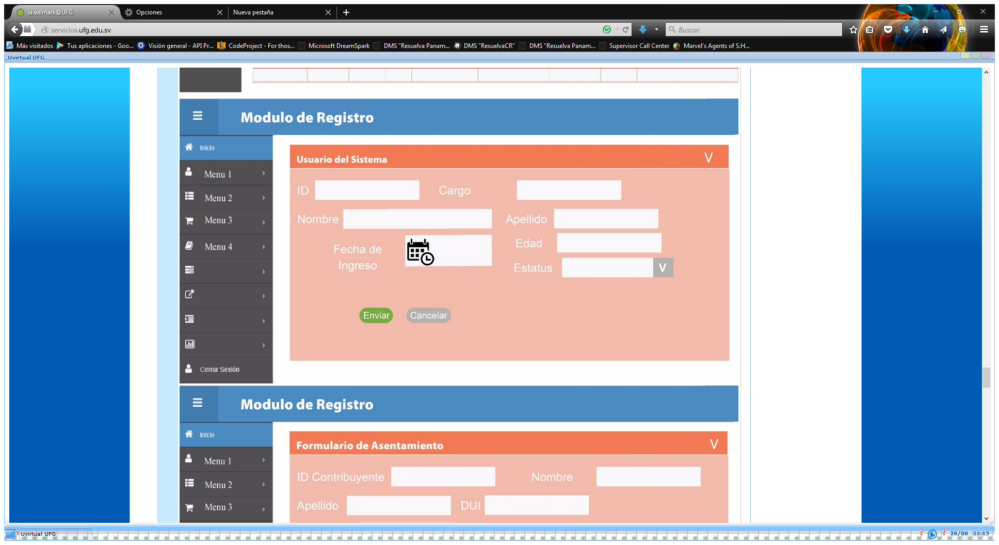 ia.wilmark@UFG
Opciones
Nueva pestaña
servicios.ufg.edu.sv
Buscar
Más visitados
Tus aplicaciones - Goo...
Visión general - API Pr...
CodeProject - For thos...
Microsoft DreamSpark
DMS "Resuelva Panam...
DMS "ResuelvaCR"
DMS "Resuelva Panam...
Supervisor Call Center
Marvel's Agents of S.H...
Uvirtual UFG
Modulo de Registro
Inicio
Menu 1
Menu 2
Menu 3
Menu 4
Cerrar Sesión
Usuario del Sistema V
ID Cargo
Nombre Apellido
Fecha de
Ingreso
Edad
Estatus V
Enviar Cancelar
Modulo de Registro
Inicio
Menu 1
Menu 2
Menu 3
Formulario de Asentamiento V
ID Contribuyente Nombre
Apellido DUI
Uvirtual UFG
28/08 22:15